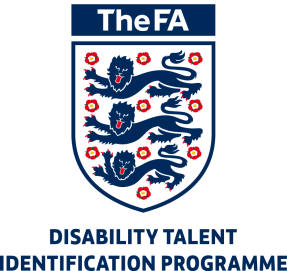 TheFA
DISABILITY TALENT
IDENTIFICATION PROGRAMME